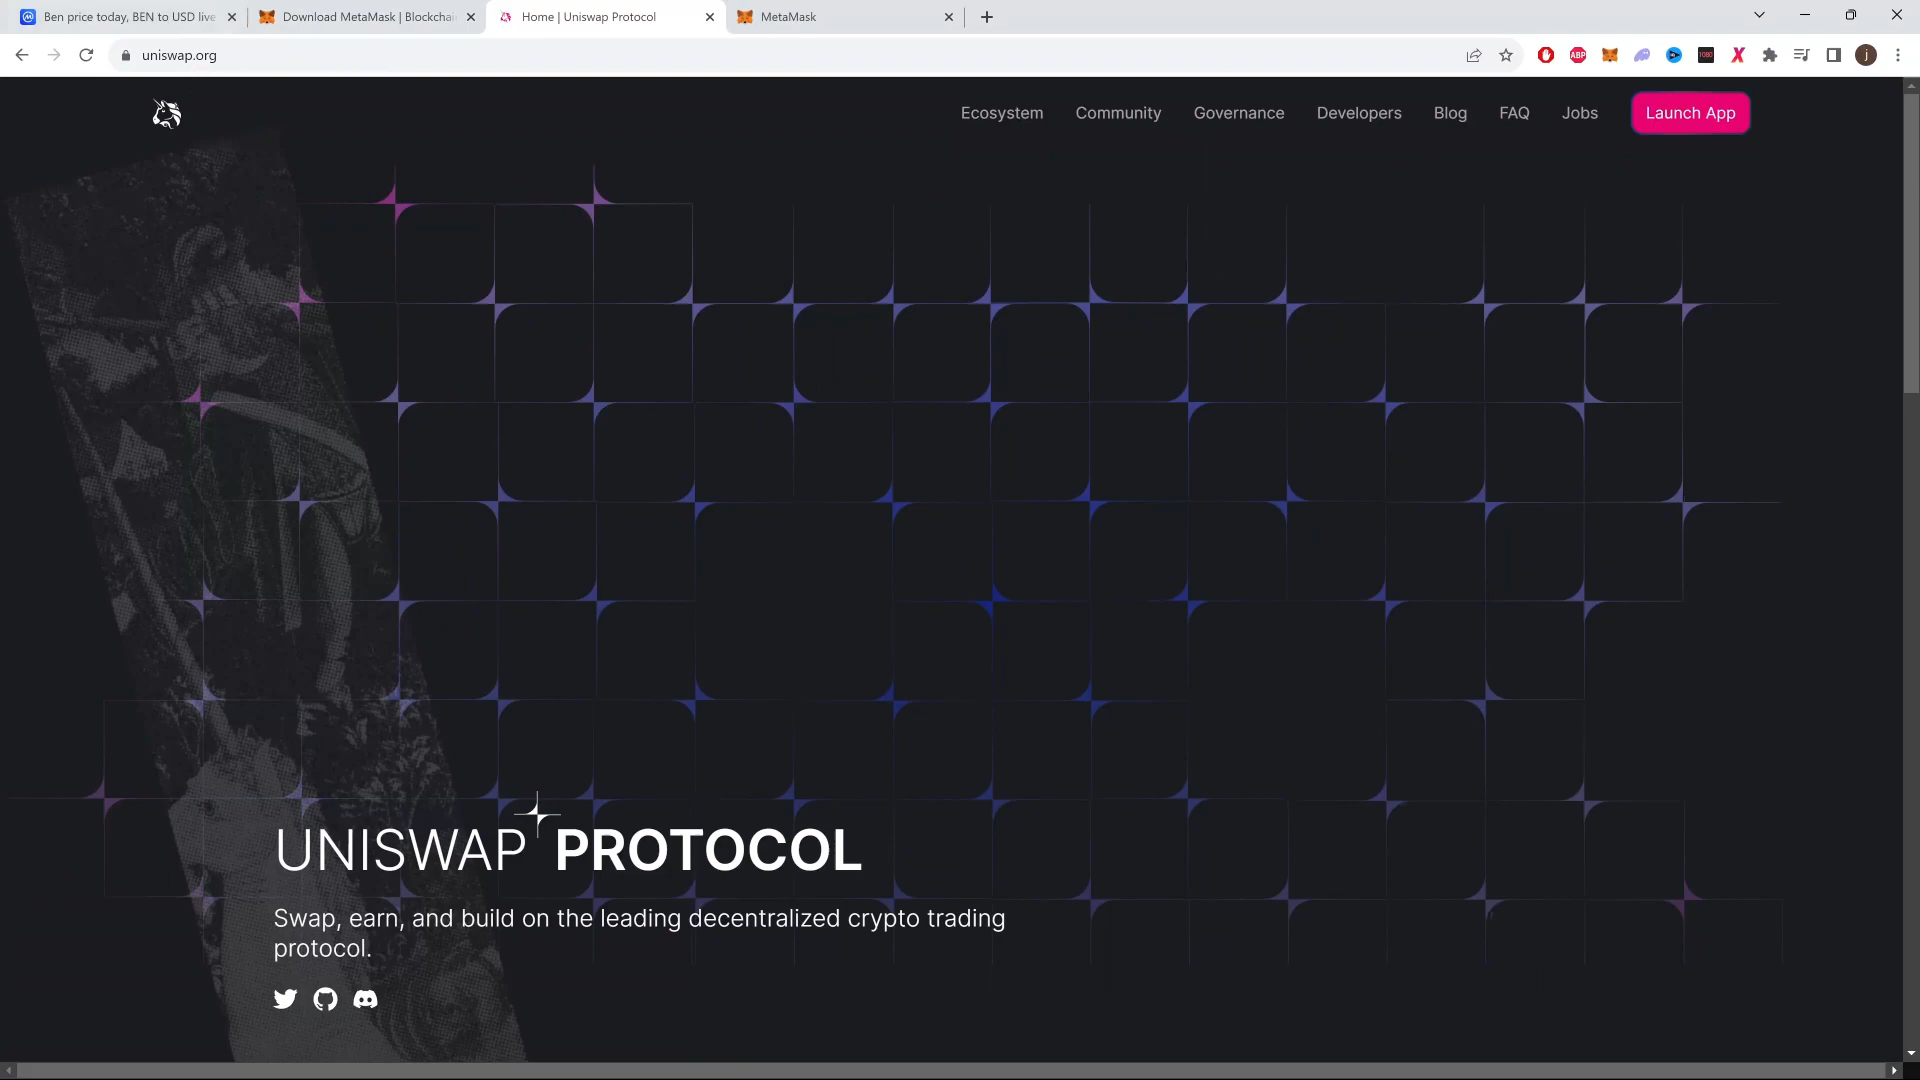 Ben price today, BEN to USD live
Download MetaMask | Blockchai
Home | Uniswap Protocol
MetaMask
uniswap.org
ABP
1080
X
j
Ecosystem
Community
Governance
Developers
Blog
FAQ
Jobs
Launch App
UNISWAP PROTOCOL
Swap, earn, and build on the leading decentralized crypto trading
protocol.